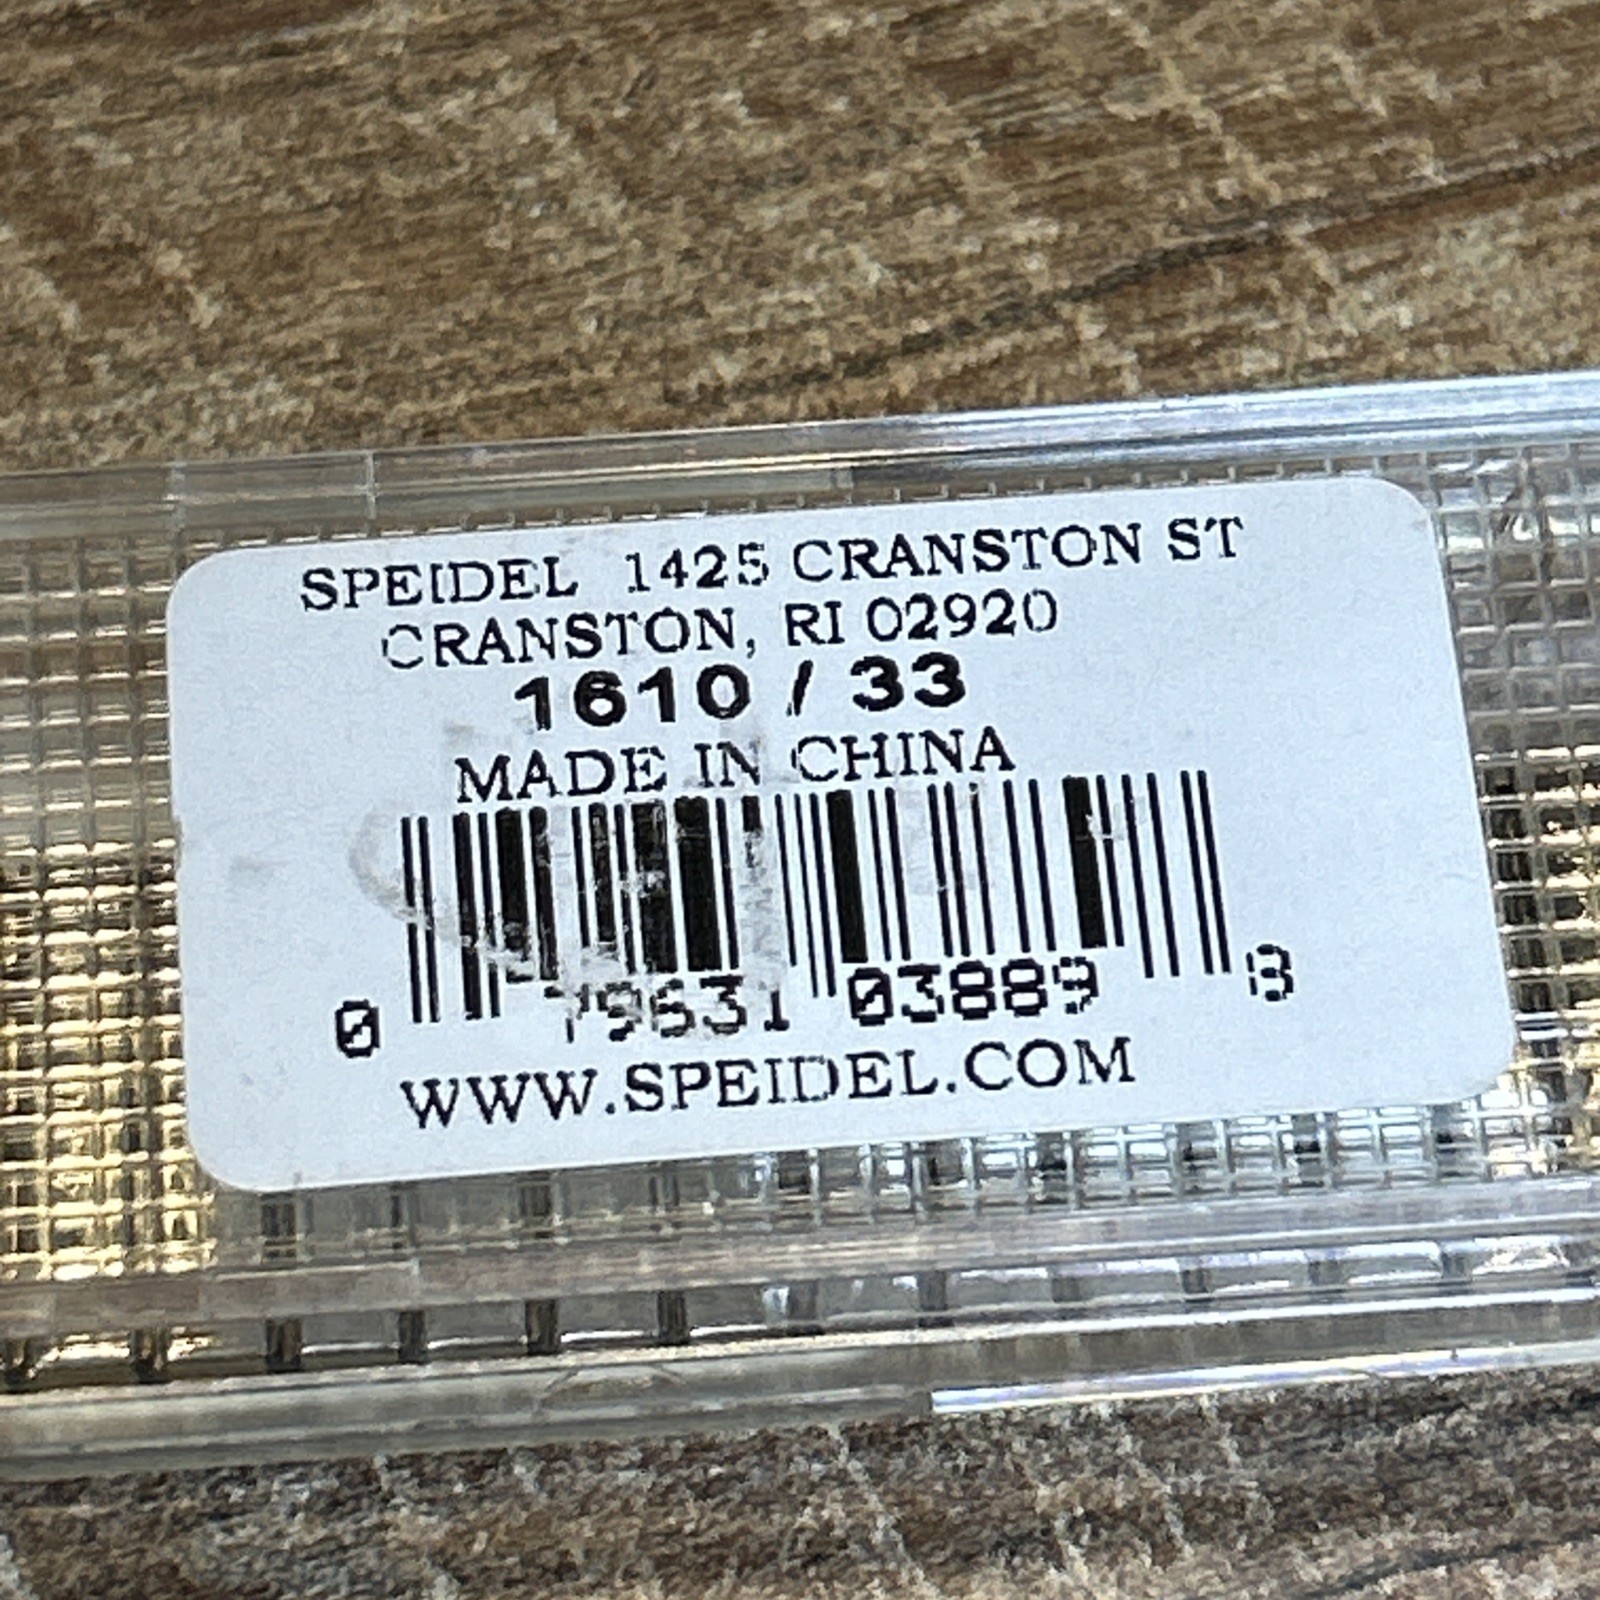 SPEIDEL 1425 CRANSTON ST
CRANSTON, RI 02920
1610 / 33
MADE IN CHINA
0 79631 03889 8
WWW.SPEIDEL.COM